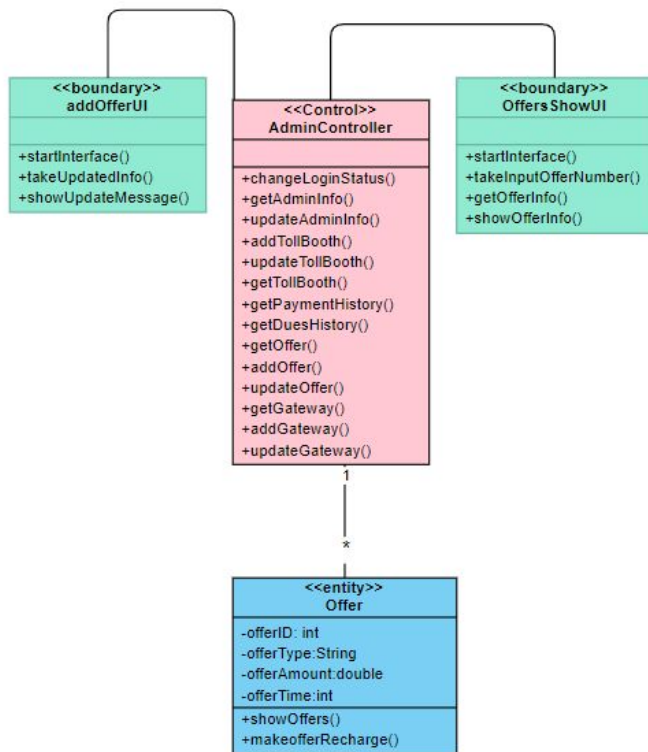 <<boundary>>
addOfferUI
+startInterface()
+takeUpdatedInfo()
+showUpdateMessage()
<<Control>>
AdminController
+changeLoginStatus()
+getAdminInfo()
+updateAdminInfo()
+addTollBooth()
+updateTollBooth()
+getTollBooth()
+getPaymentHistory()
+getDuesHistory()
+getOffer()
+addOffer()
+updateOffer()
+getGateway()
+addGateway()
+updateGateway()
<<boundary>>
OffersShowUI
+startInterface()
+takeInputOfferNumber()
+getOfferInfo()
+showOfferInfo()
1
*
<<entity>>
Offer
-offerID: int
-offerType:String
-offerAmount:double
-offerTime:int
+showOffers()
+makeofferRecharge()